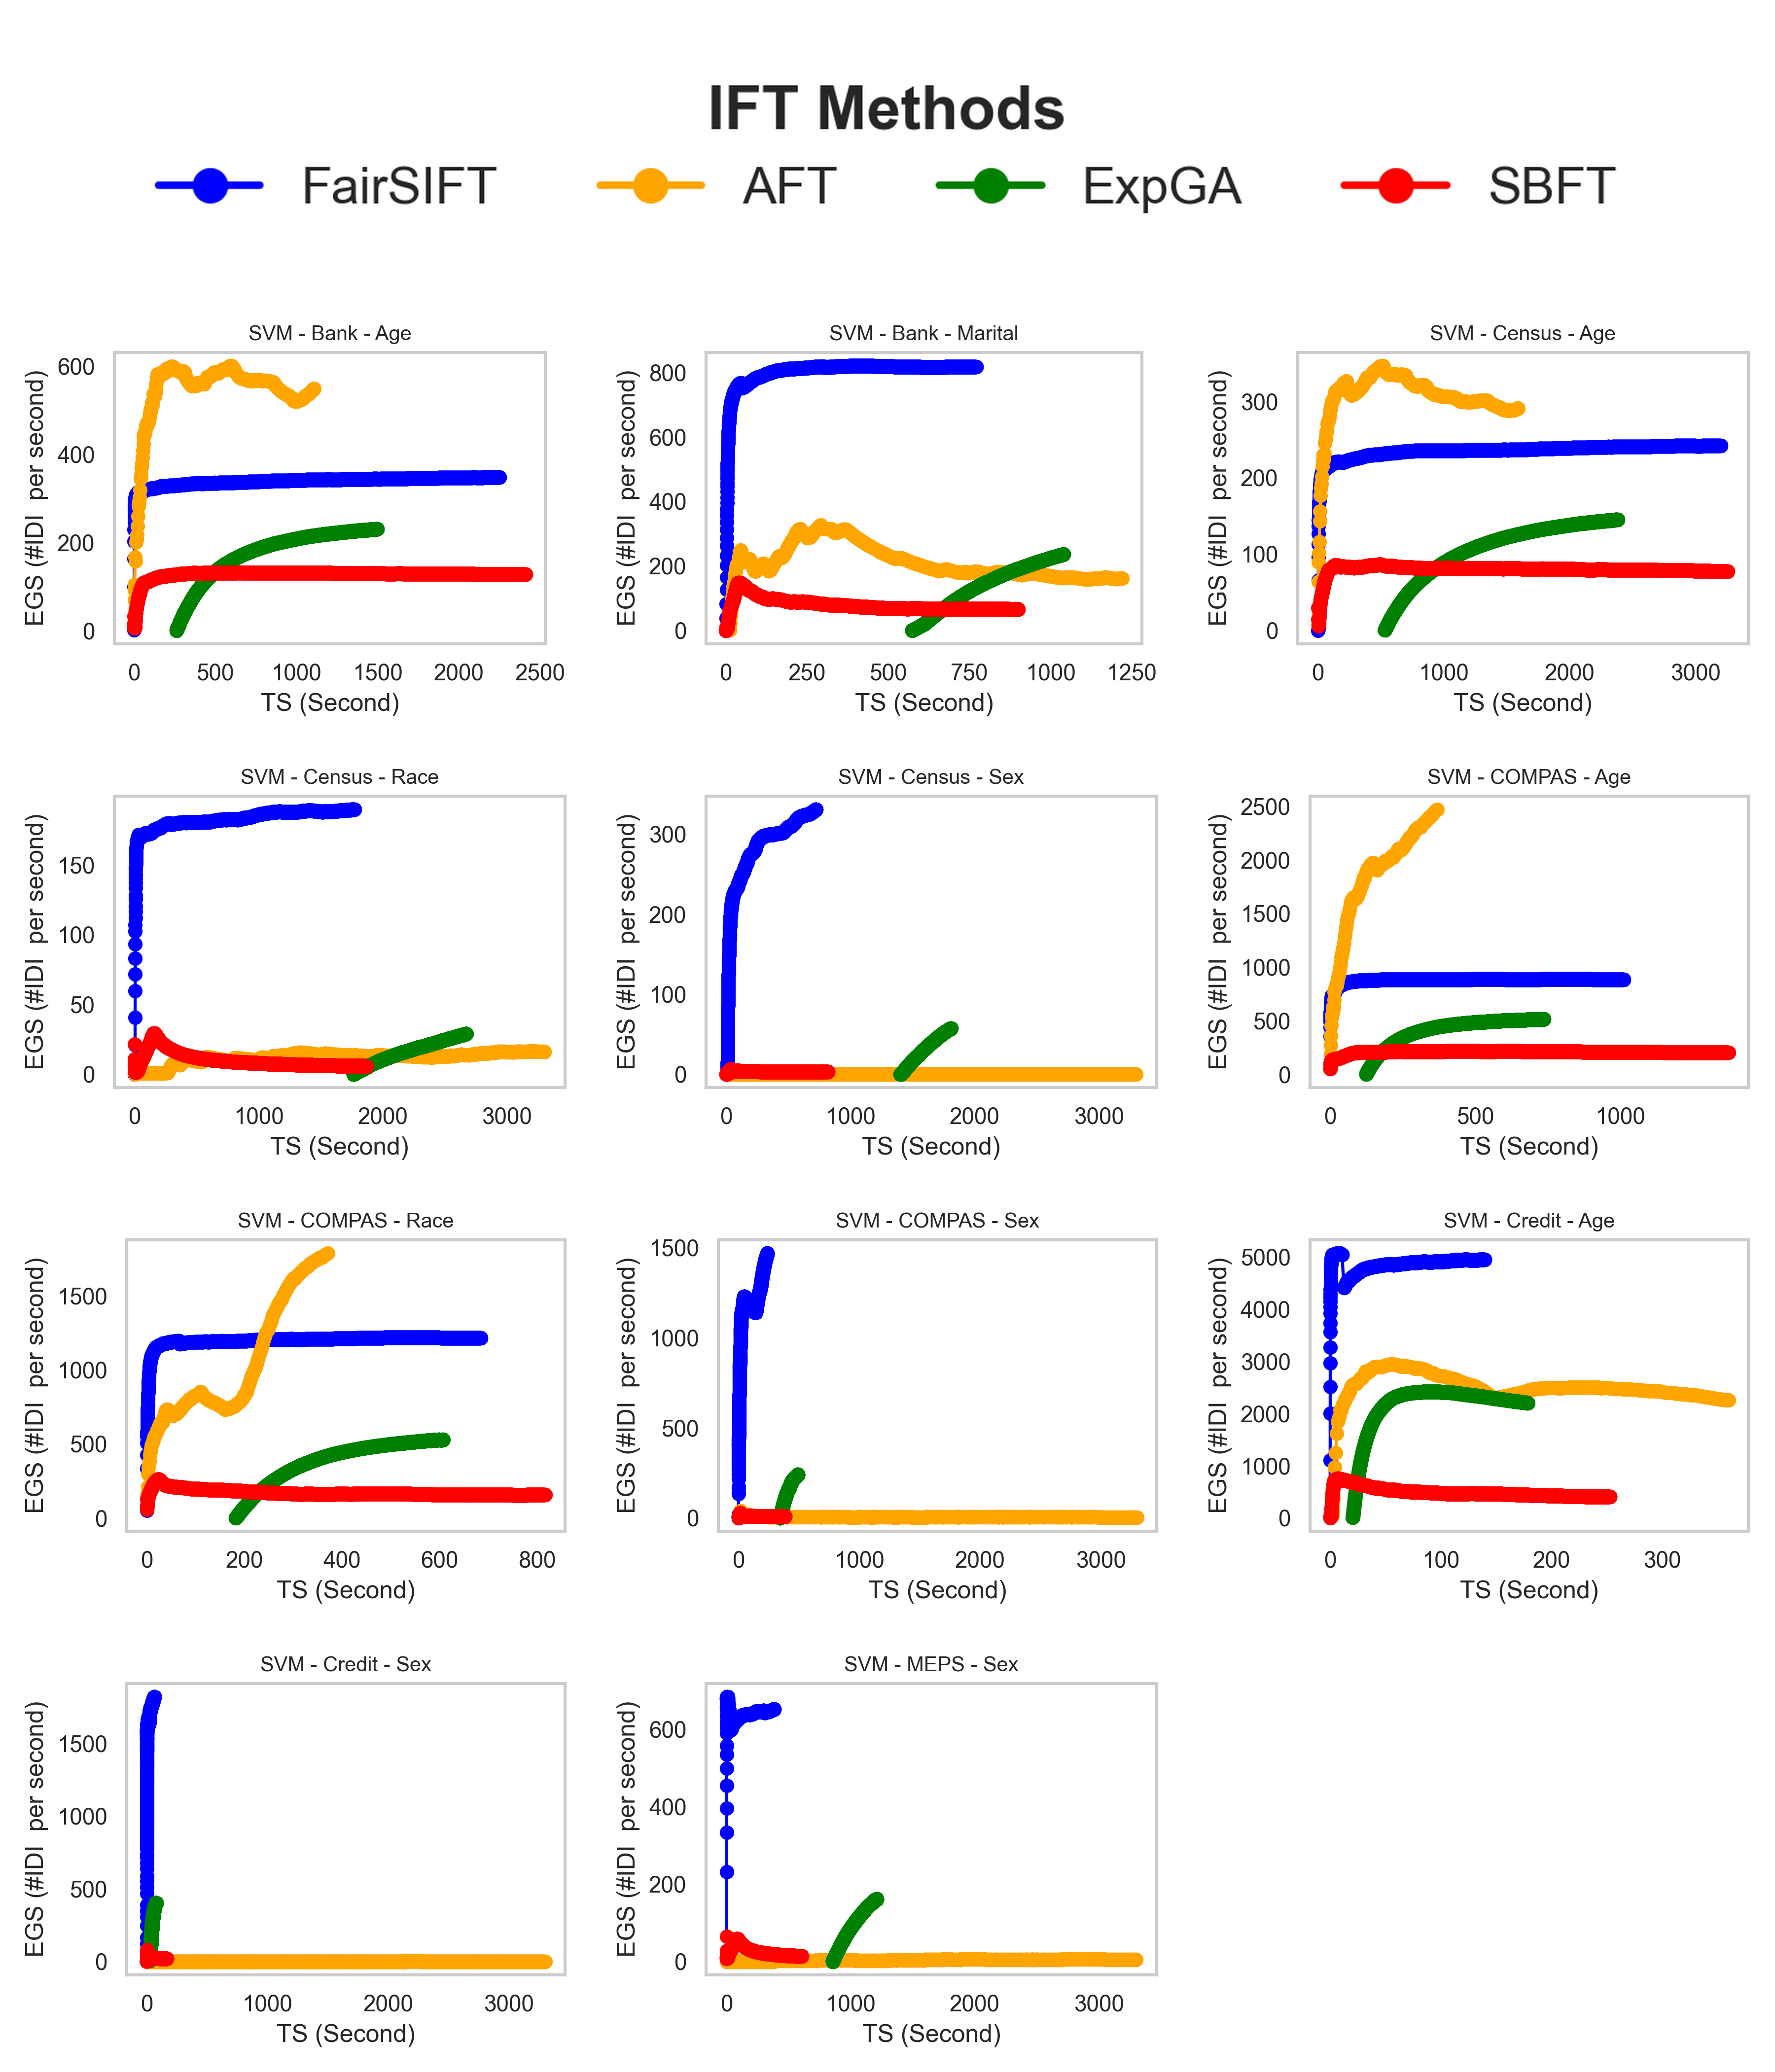 IFT Methods
FairSIFT AFT ExpGA SBFT
SVM - Bank - Age
EGS (#IDI per second)
600
400
200
0
0 500 1000 1500 2000 2500
TS (Second)
SVM - Bank - Marital
EGS (#IDI per second)
800
600
400
200
0
0 250 500 750 1000 1250
TS (Second)
SVM - Census - Age
EGS (#IDI per second)
300
200
100
0
0 1000 2000 3000
TS (Second)
SVM - Census - Race
EGS (#IDI per second)
150
100
50
0
0 1000 2000 3000
TS (Second)
SVM - Census - Sex
EGS (#IDI per second)
300
200
100
0
0 1000 2000 3000
TS (Second)
SVM - COMPAS - Age
EGS (#IDI per second)
2500
2000
1500
1000
500
0
0 500 1000
TS (Second)
SVM - COMPAS - Race
EGS (#IDI per second)
1500
1000
500
0
0 200 400 600 800
TS (Second)
SVM - COMPAS - Sex
EGS (#IDI per second)
1500
1000
500
0
0 1000 2000 3000
TS (Second)
SVM - Credit - Age
EGS (#IDI per second)
5000
4000
3000
2000
1000
0
0 100 200 300
TS (Second)
SVM - Credit - Sex
EGS (#IDI per second)
1500
1000
500
0
0 1000 2000 3000
TS (Second)
SVM - MEPS - Sex
EGS (#IDI per second)
600
400
200
0
0 1000 2000 3000
TS (Second)